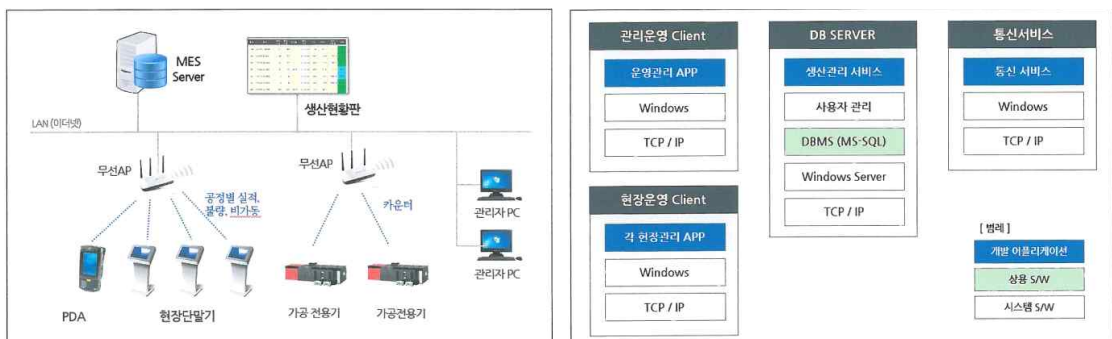 MES
Server
생산현황판
LAN (이더넷)
무선AP
무선AP
공정별 실적,
불량, 비가동
카운터
관리자 PC
관리자 PC
PDA
현장단말기
가공 전용기
가공전용기
관리운영 Client
운영관리 APP
Windows
TCP / IP
현장운영 Client
각 현장관리 APP
Windows
TCP / IP
DB SERVER
생산관리 서비스
사용자 관리
DBMS (MS-SQL)
Windows Server
TCP / IP
통신서비스
통신 서비스
Windows
TCP / IP
[ 범례 ]
개발 어플리케이션
상용 S/W
시스템 S/W